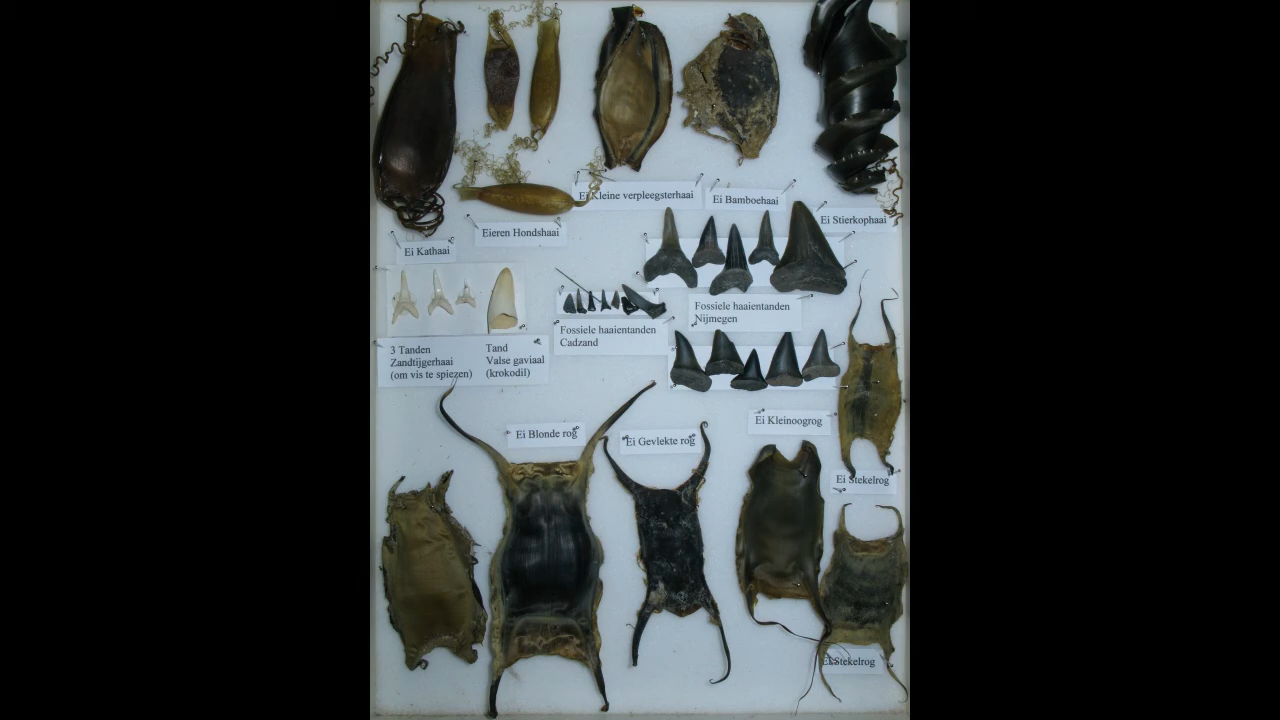 Ei Kleine verpleegsterhaai
Ei Bamboehaai
Ei Stierkophaai
Eieren Hondshaai
Ei Kathaai
Fossiele haaientanden
Nijmegen
Fossiele haaientanden
Cadzand
3 Tanden
Zandtijgerhaai
(om vis te spiezen)
Tand
Valse gaviaal
(krokodil)
Ei Kleinoogrog
Ei Blonde rog
Ei Gevlekte rog
Ei Stekelrog
Ei Stekelrog